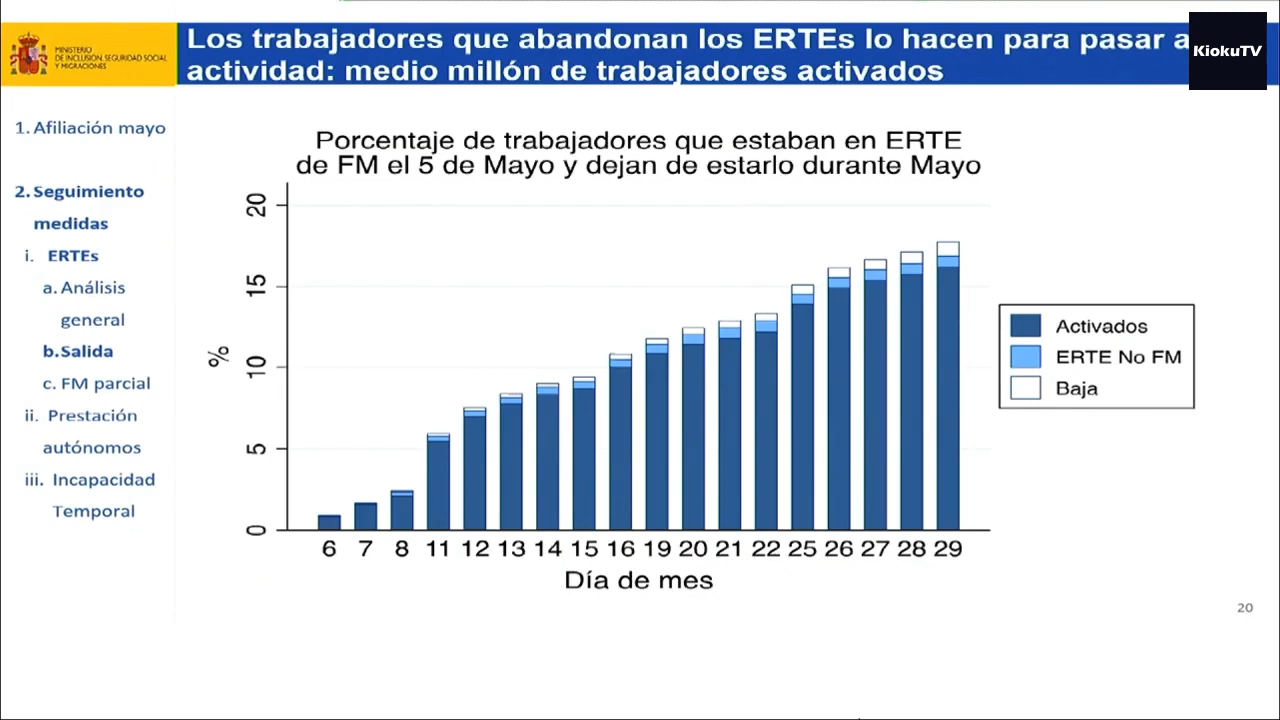 Los trabajadores que abandonan los ERTEs lo hacen para pasar a
actividad: medio millón de trabajadores activados
KiokuTV
MINISTERIO
DE INCLUSIÓN, SEGURIDAD SOCIAL
Y MIGRACIONES
1. Afiliación mayo
2. Seguimiento
medidas
i. ERTEs
a. Análisis
general
b. Salida
c. FM parcial
ii. Prestación
autónomos
iii. Incapacidad
Temporal
Porcentaje de trabajadores que estaban en ERTE
de FM el 5 de Mayo y dejan de estarlo durante Mayo
20
15
10
5
0
%
6 7 8 11 12 13 14 15 16 19 20 21 22 25 26 27 28 29
Día de mes
Activados
ERTE No FM
Baja
20